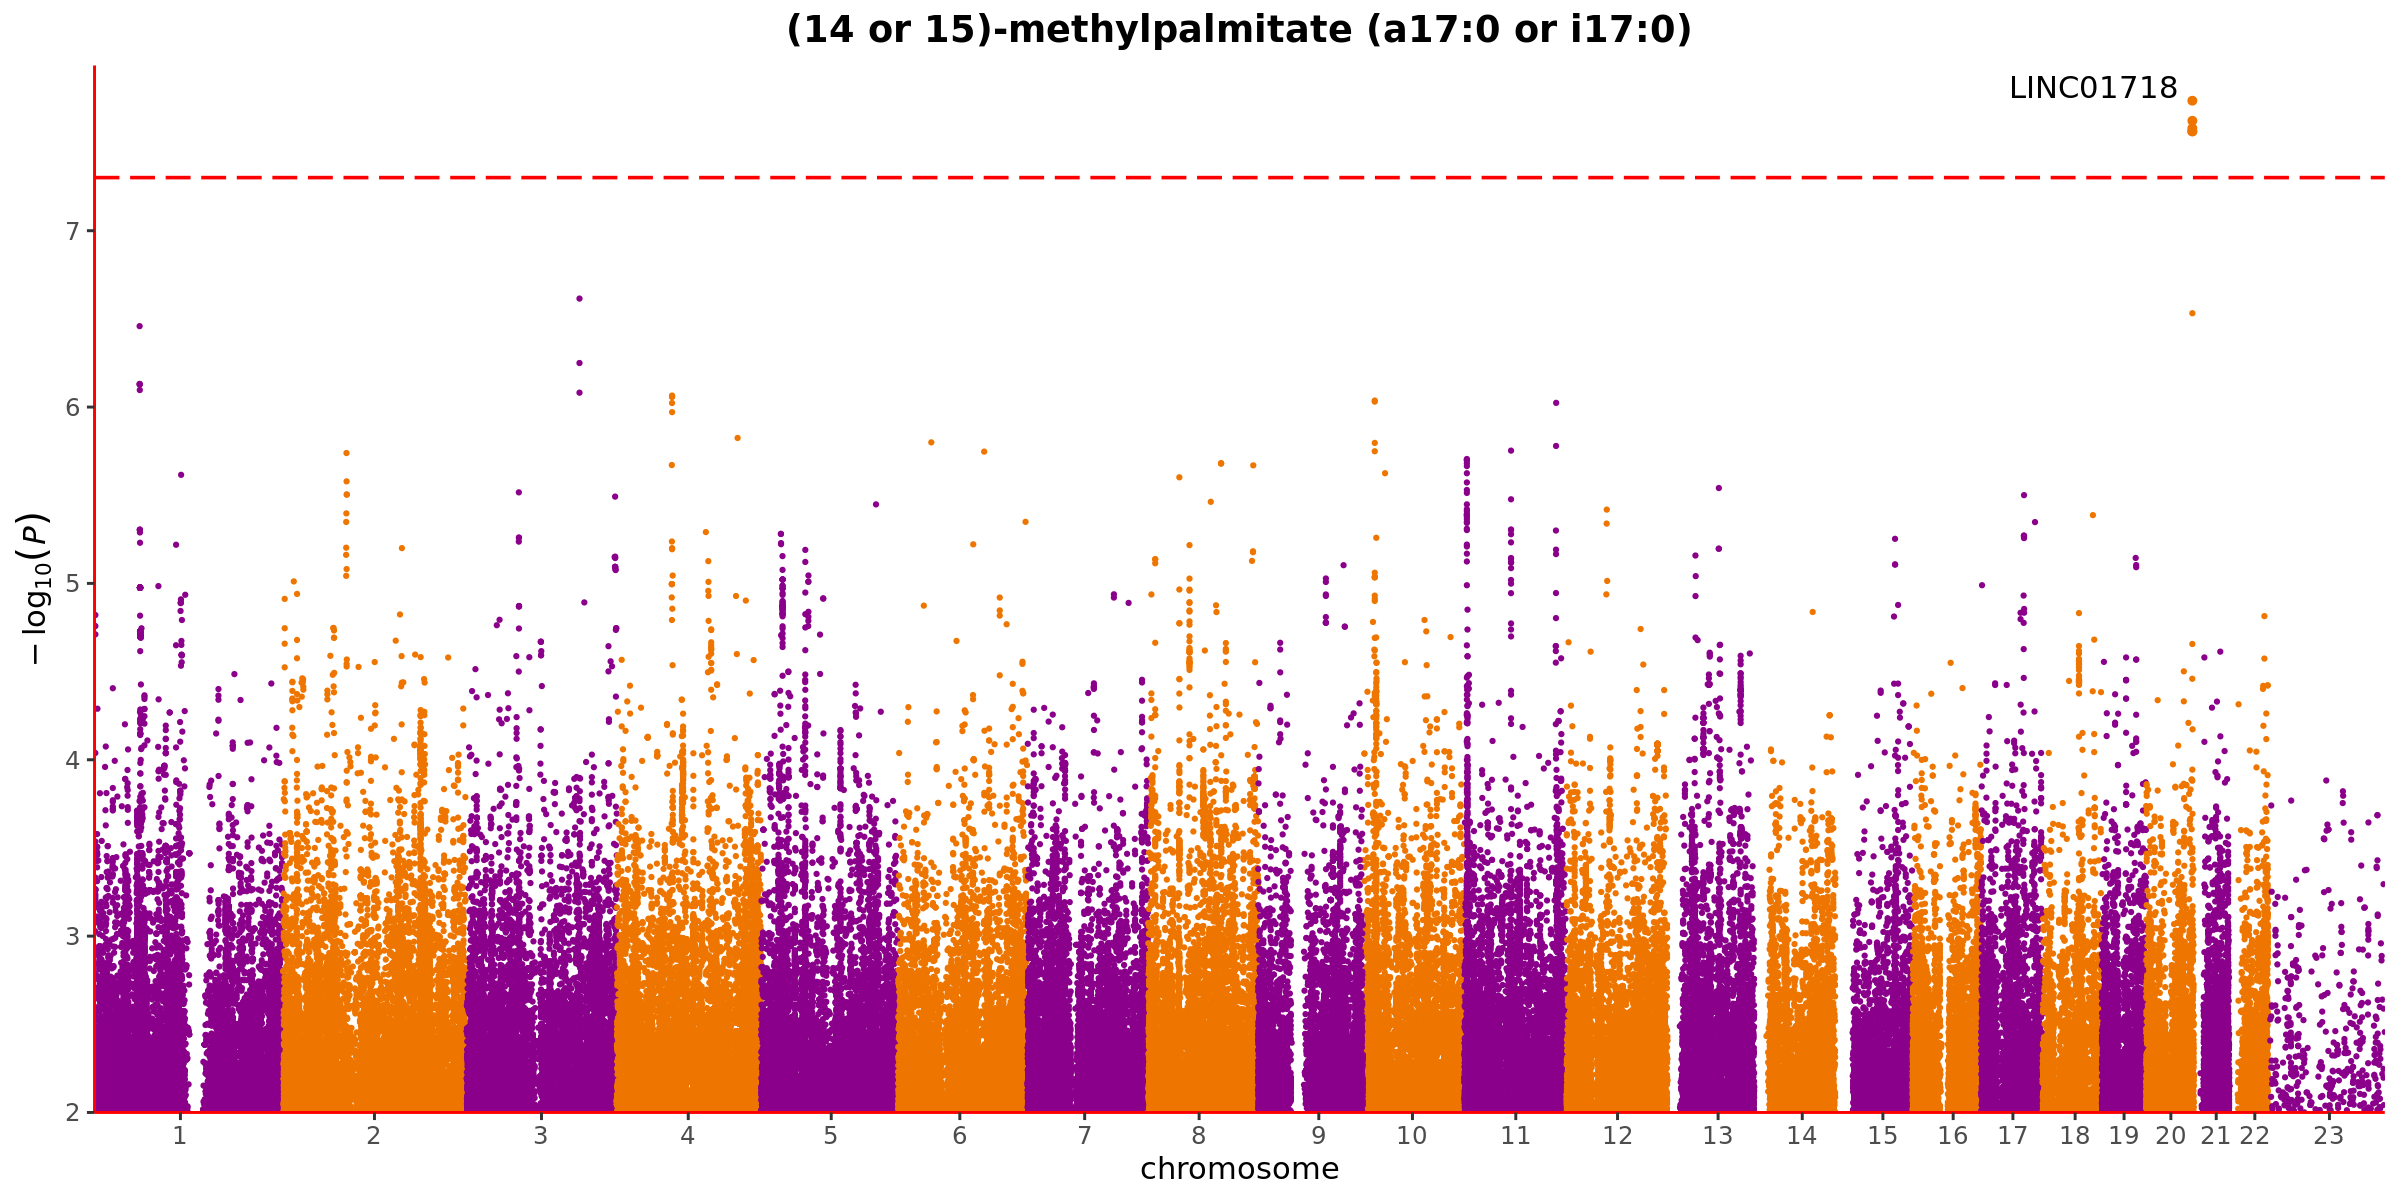 (14 or 15)-methylpalmitate (a17:0 or i17:0)
LINC01718
−log10(P)
7
6
5
4
3
2
1 2 3 4 5 6 7 8 9 10 11 12 13 14 15 16 17 18 19 20 21 22 23
chromosome